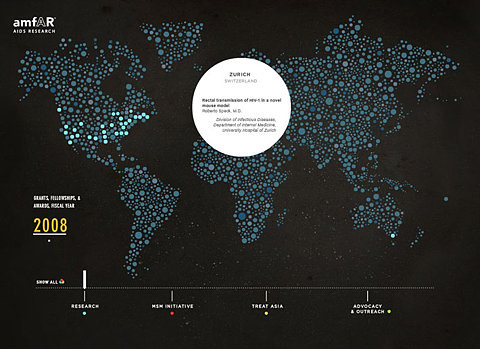 amfAR®
AIDS RESEARCH
ZURICH
SWITZERLAND
Rectal transmission of HIV-1 in a novel
mouse model
Roberto Speck, M.D.
Division of Infectious Diseases,
Department of Internal Medicine,
University Hospital of Zurich
GRANTS, FELLOWSHIPS, &
AWARDS, FISCAL YEAR
2008
SHOW ALL
RESEARCH
MSM INITIATIVE
TREAT ASIA
ADVOCACY
& OUTREACH